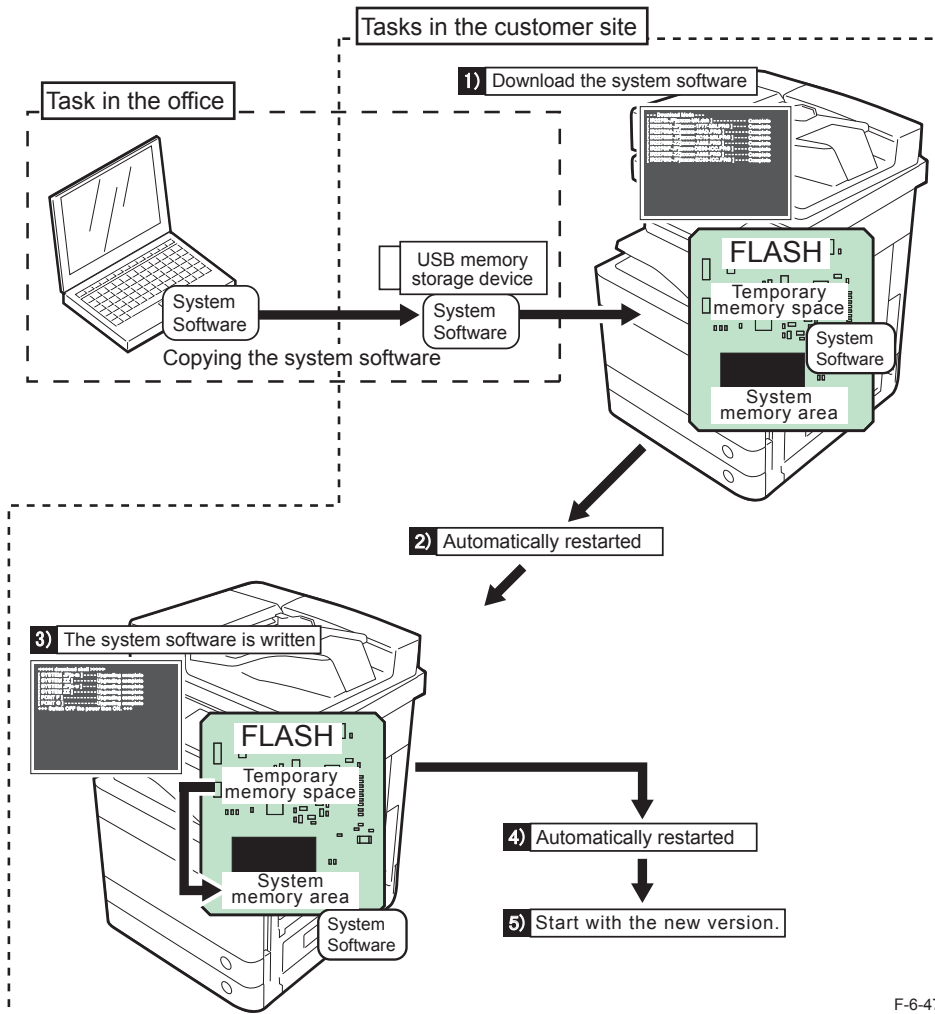 Tasks in the customer site
1) Download the system software
Task in the office
USB memory
storage device
System
Software
System
Software
Copying the system software
FLASH
Temporary
memory space
System
Software
System
memory area
2) Automatically restarted
3) The system software is written
FLASH
Temporary
memory space
System
memory area
System
Software
4) Automatically restarted
5) Start with the new version.
F-6-47